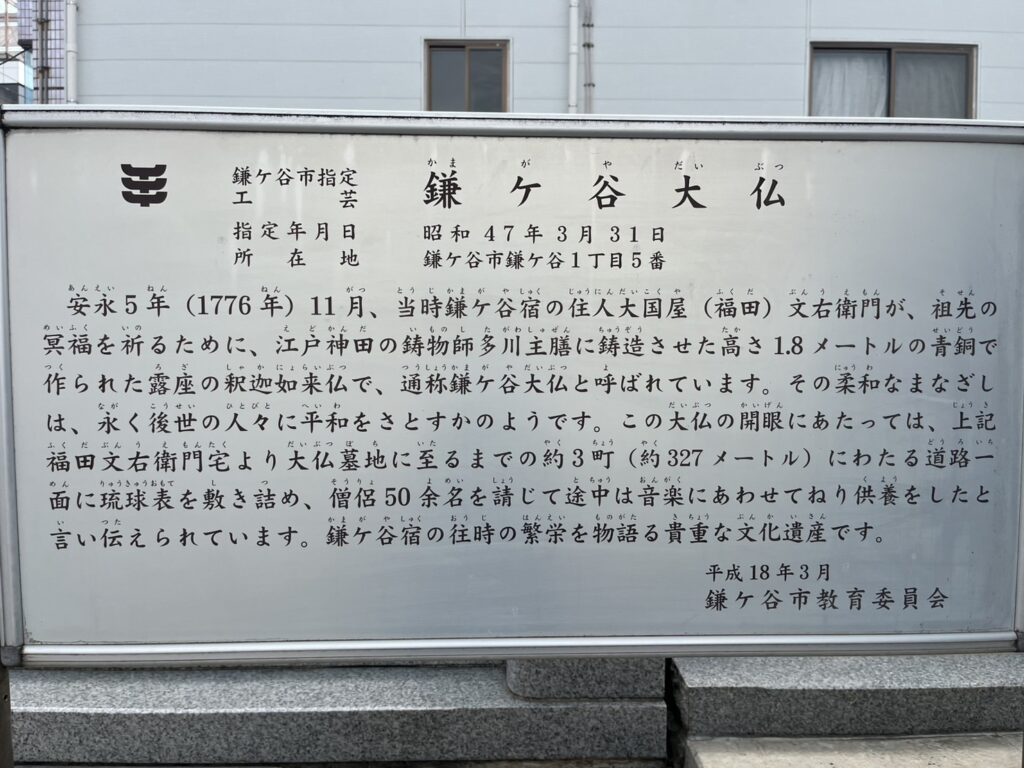 鎌ケ谷市指定
工芸
鎌ケ谷大仏
指定年月日 昭和47年3月31日
所在地 鎌ケ谷市鎌ケ谷1丁目5番
安永5年（1776年）11月、当時鎌ケ谷宿の住人大国屋（福田）文右衛門が、祖先の
冥福を祈るために、江戸神田の鋳物師多川主膳に鋳造させた高さ1.8メートルの青銅で
作られた露座の釈迦如来仏で、通称鎌ケ谷大仏と呼ばれています。その柔和なまなざし
は、永く後世の人々に平和をさとすかのようです。この大仏の開眼にあたっては、上記
福田文右衛門宅より大仏墓地に至るまでの約3町（約327メートル）にわたる道路一
面に琉球表を敷き詰め、僧侶50余名を請じて途中は音楽にあわせてねり供養をしたと
言い伝えられています。鎌ケ谷宿の往時の繁栄を物語る貴重な文化遺産です。
平成18年3月
鎌ケ谷市教育委員会